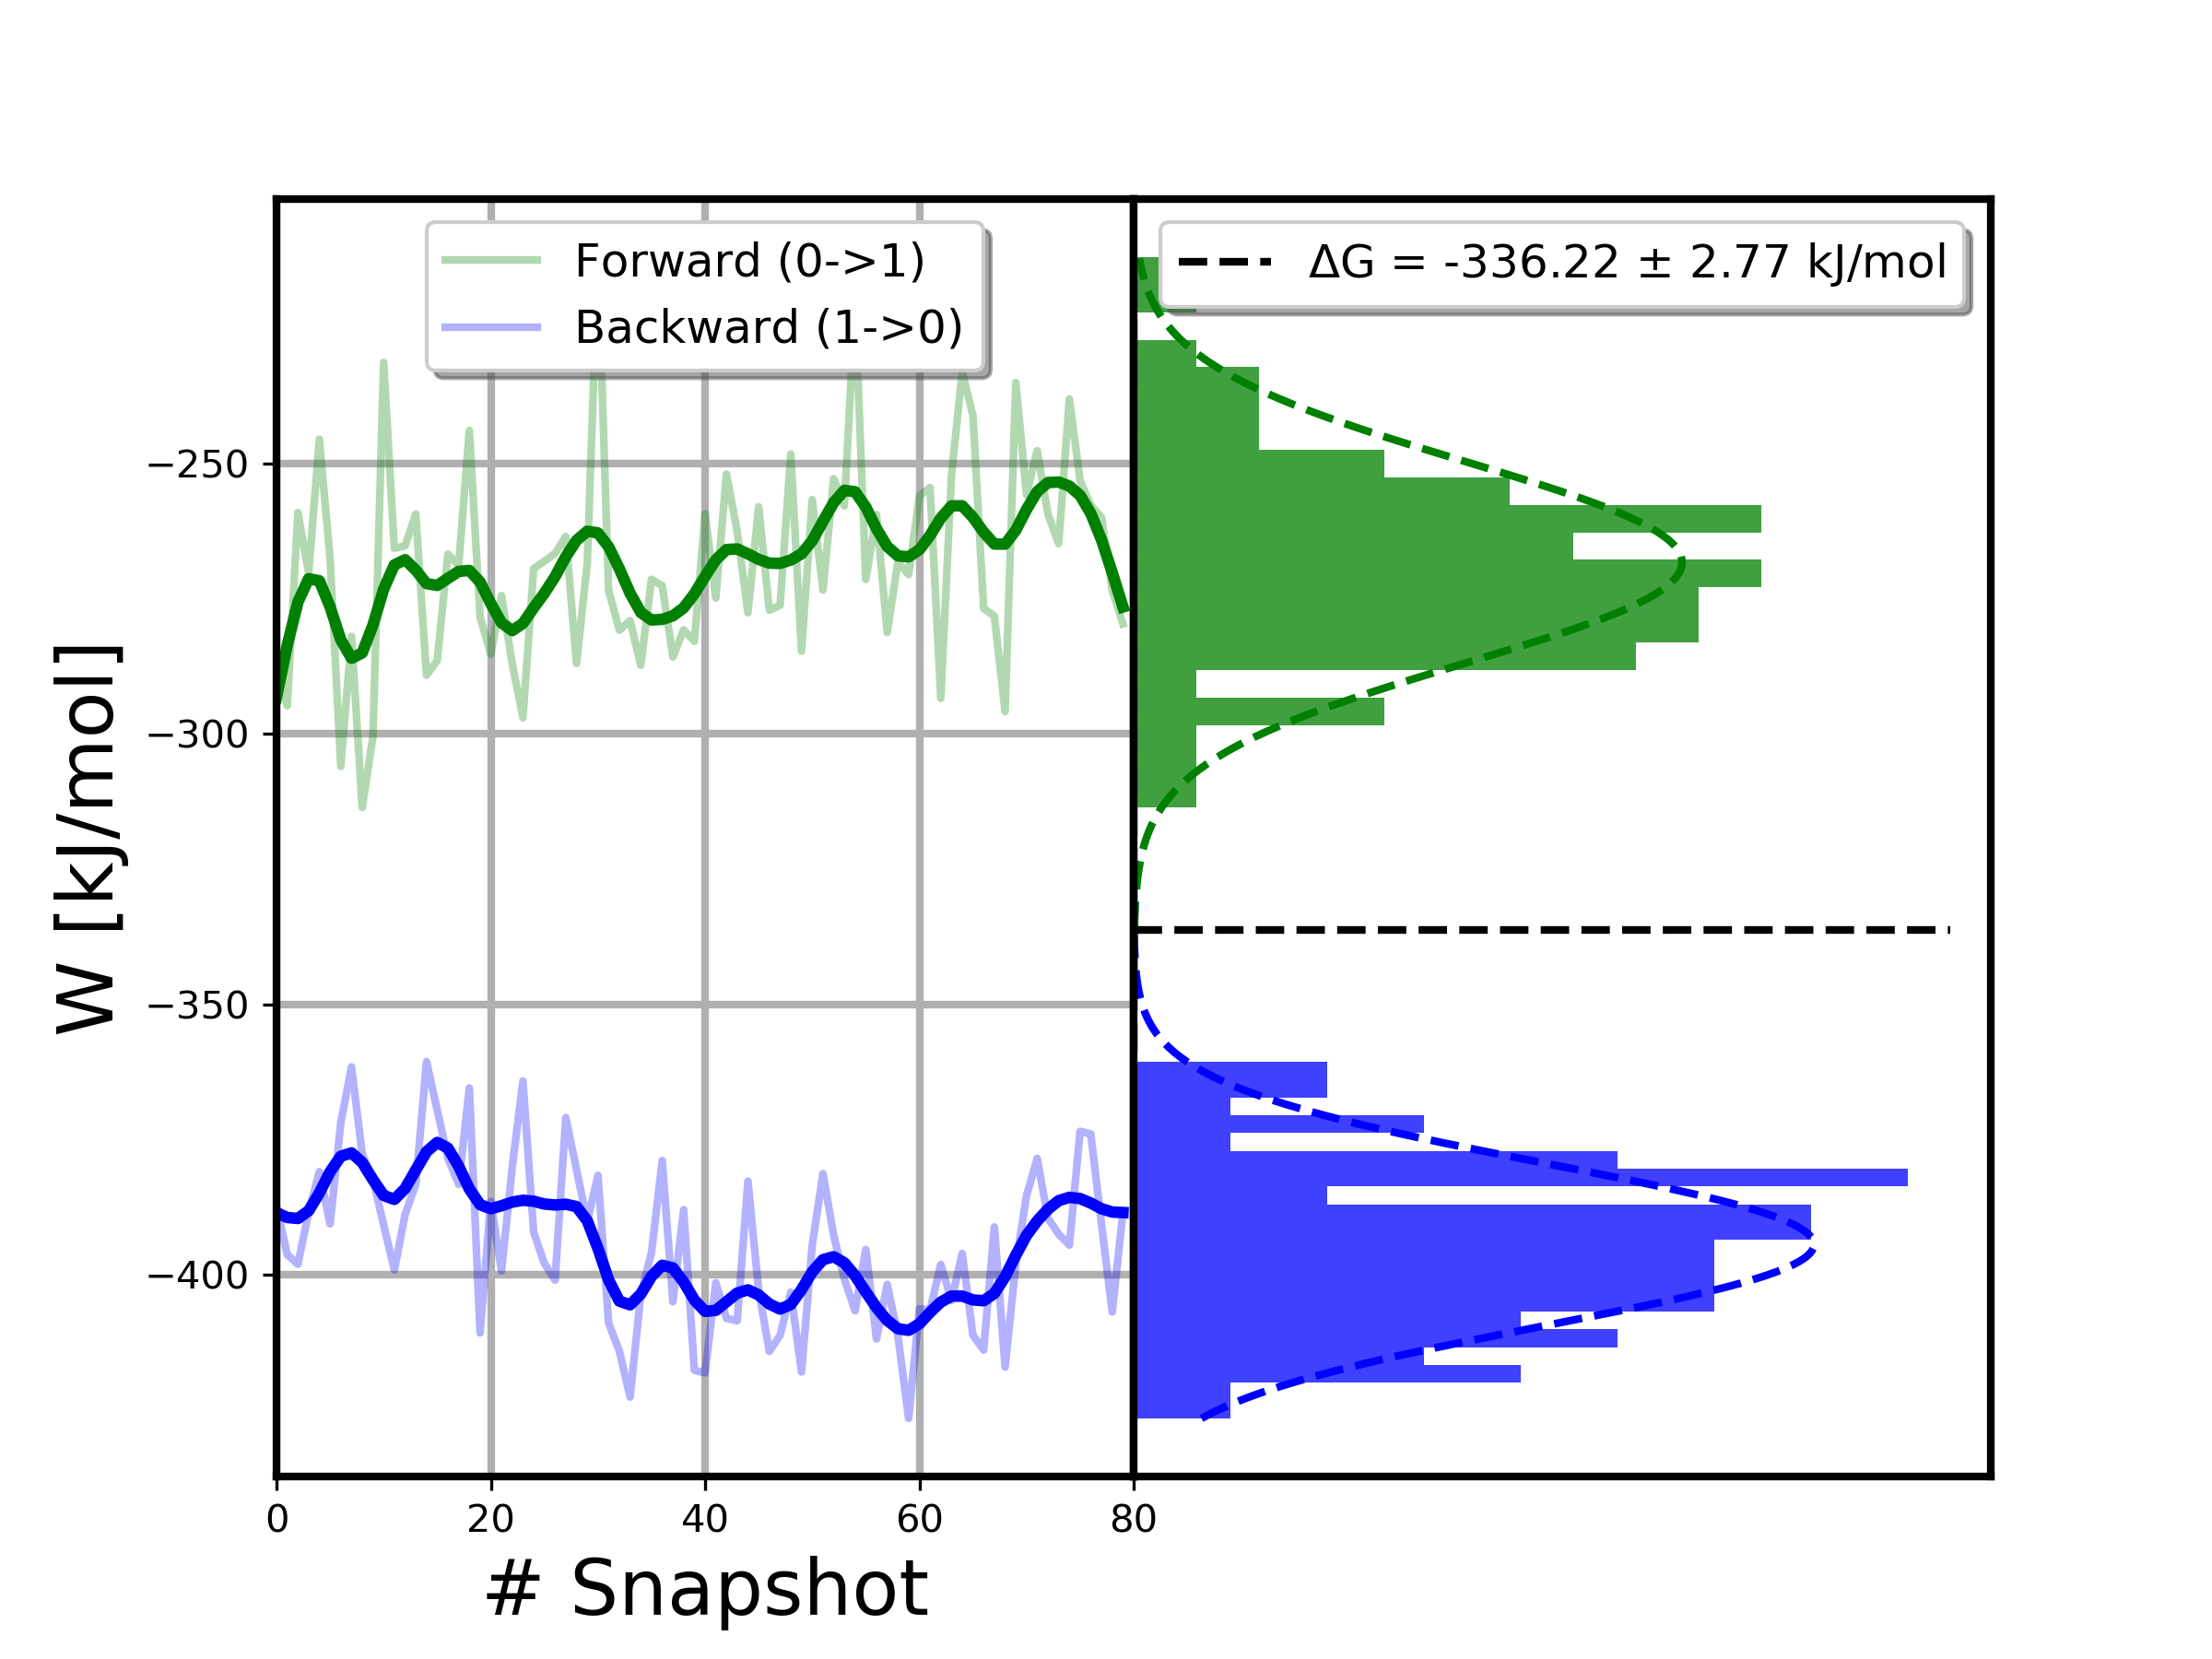 Forward (0->1)
Backward (1->0)
ΔG = -336.22 ± 2.77 kJ/mol
W [kJ/mol]
−250
−300
−350
−400
0 20 40 60 80
# Snapshot